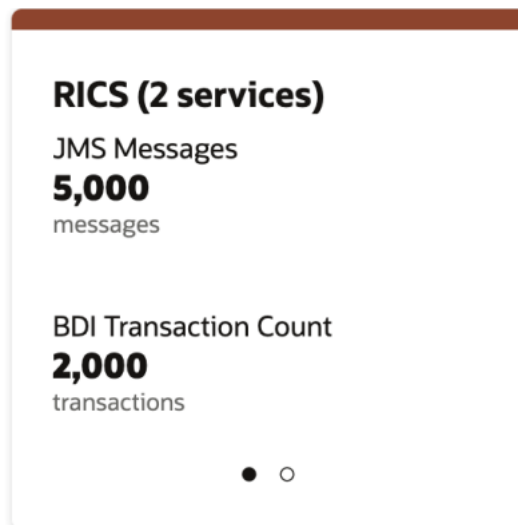 RICS (2 services)
JMS Messages
5,000
messages
BDI Transaction Count
2,000
transactions